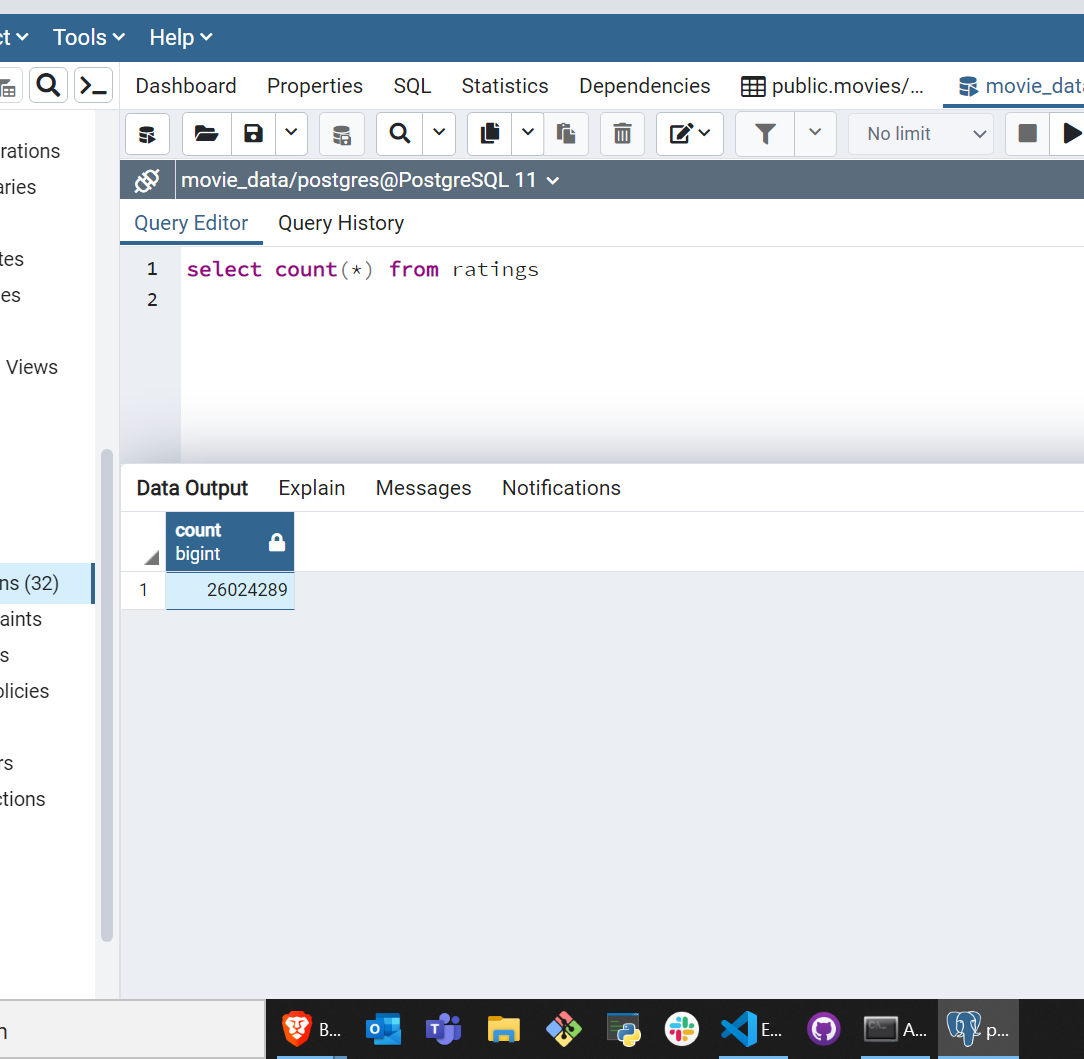 ct Tools Help
Dashboard Properties SQL Statistics Dependencies public.movies/... movie_data
No limit
movie_data/postgres@PostgreSQL 11
Query Editor Query History
1 select count(*) from ratings
2
rations
aries
tes
es
Views
ns (32)
aints
s
olicies
rs
ctions
Data Output Explain Messages Notifications
count
bigint
1 26024289
n
B... E... A... p...